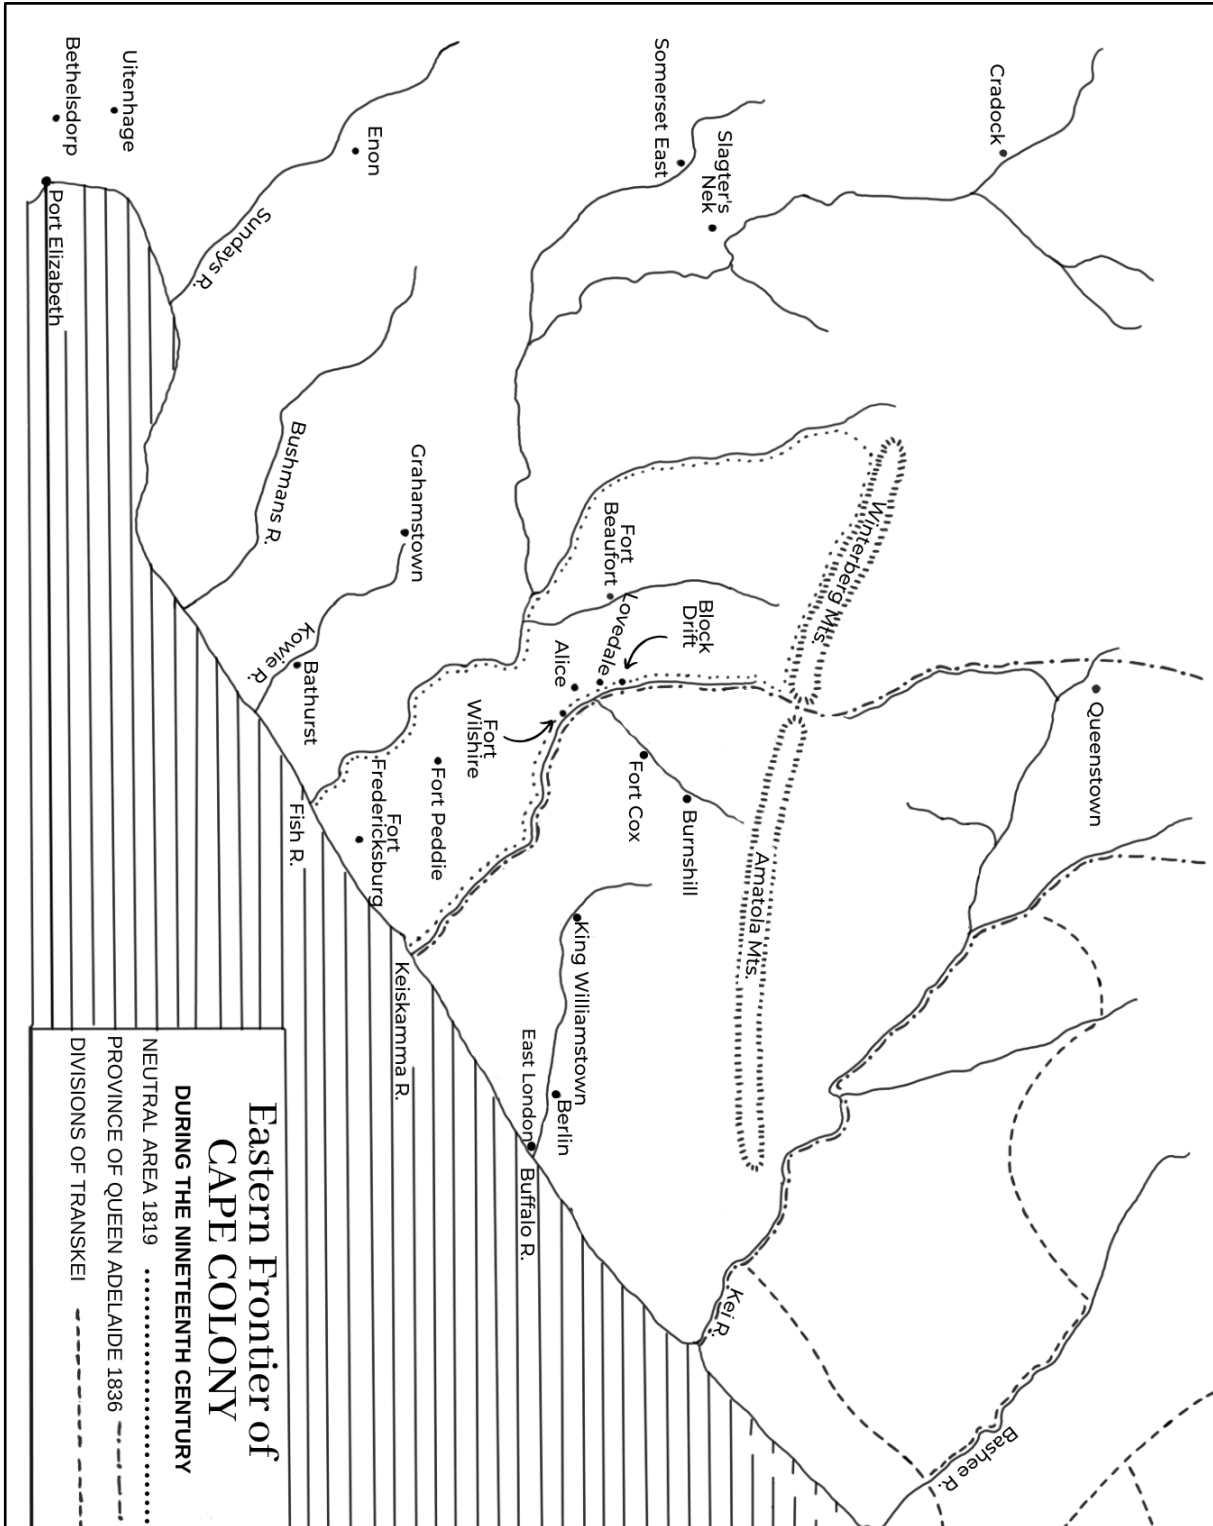 Cradock
Somerset East
Slagter's
Nek
Uitenhage
Bethelsdorp
Enon
Port Elizabeth
Sundays R.
Bushmans R.
Grahamstown
Kowie R.
Bathurst
Fish R.
Winterberg Mts.
Fort
Beaufort
Lovedale
Block
Drift
Alice
Fort
Wilshire
Queenstown
Fort Cox
Burnshill
Fort Peddie
Fort
Fredericksburg
Keiskamma R.
Amatola Mts.
King Williamstown
Berlin
East London
Buffalo R.
Kei R.
Bashee R.
Eastern Frontier of
CAPE COLONY
DURING THE NINETEENTH CENTURY
NEUTRAL AREA 1819
PROVINCE OF QUEEN ADELAIDE 1836
DIVISIONS OF TRANSKEI